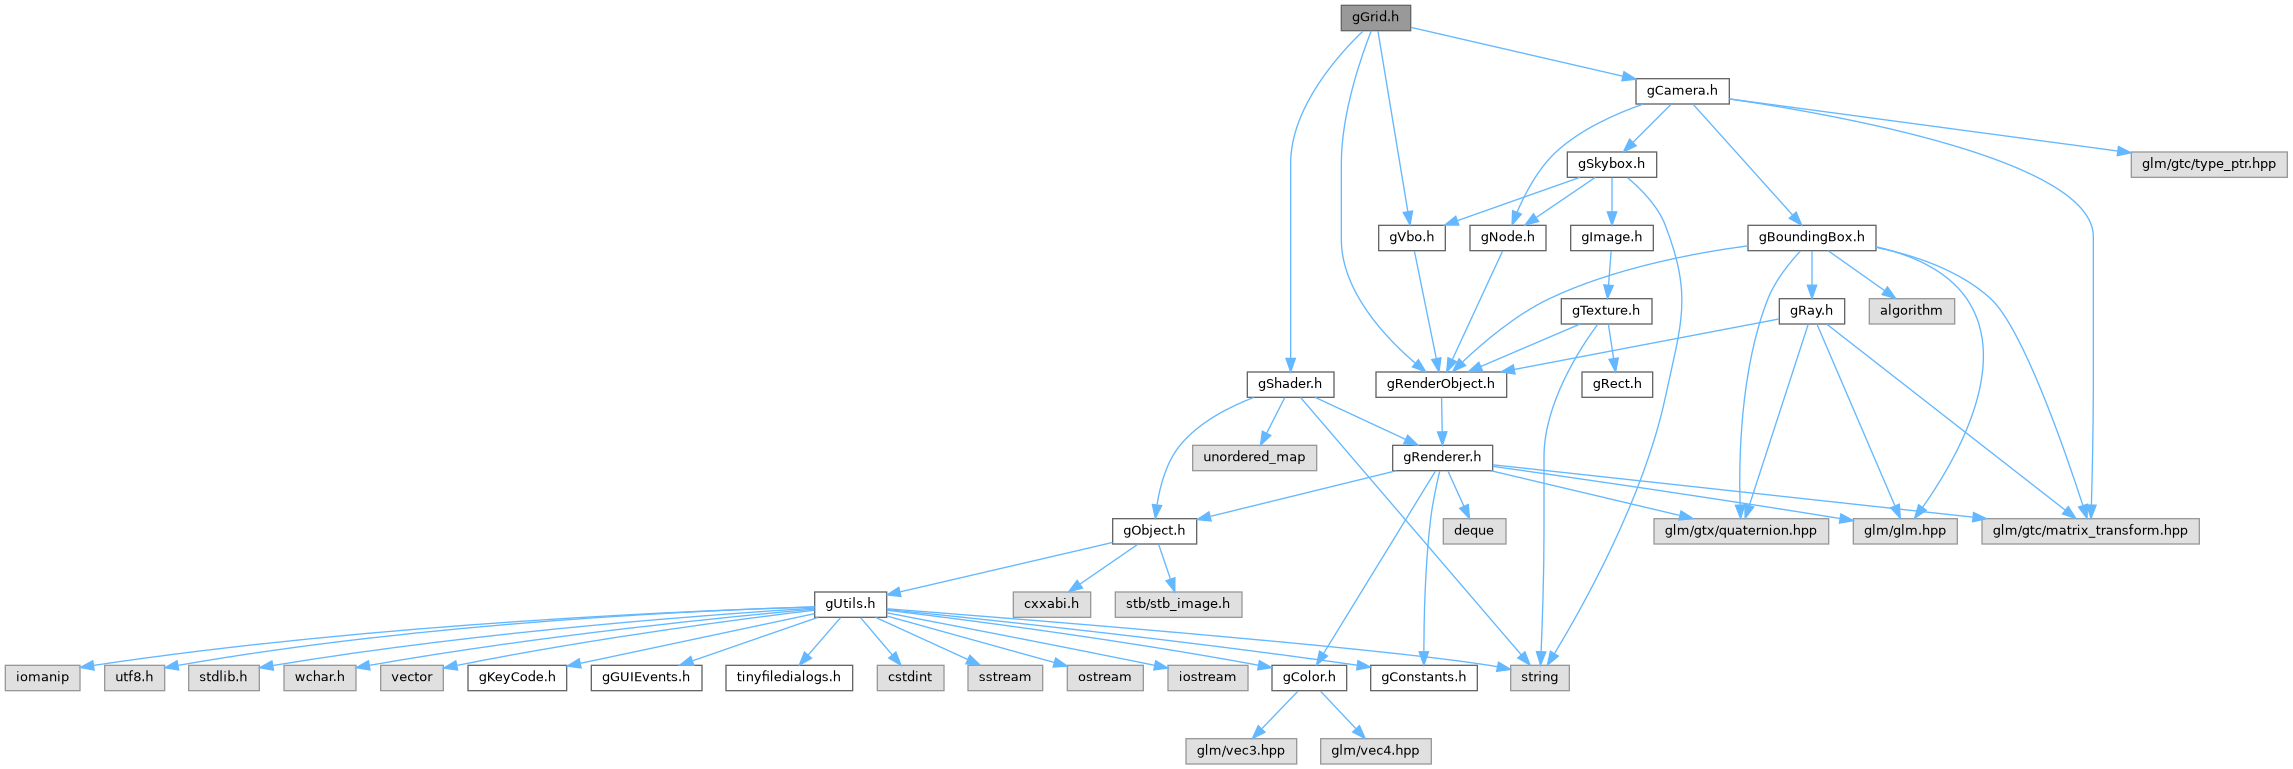 gGrid.h
gCamera.h
gSkybox.h
glm/gtc/type_ptr.hpp
gVbo.h
gNode.h
gImage.h
gBoundingBox.h
gTexture.h
gRay.h
algorithm
gShader.h
gRenderObject.h
gRect.h
unordered_map
gRenderer.h
gObject.h
deque
glm/gtx/quaternion.hpp
glm/glm.hpp
glm/gtc/matrix_transform.hpp
gUtils.h
cxxabi.h
stb/stb_image.h
iomanip
utf8.h
stdlib.h
wchar.h
vector
gKeyCode.h
gGUIEvents.h
tinyfiledialogs.h
cstdint
sstream
ostream
iostream
gColor.h
gConstants.h
string
glm/vec3.hpp
glm/vec4.hpp